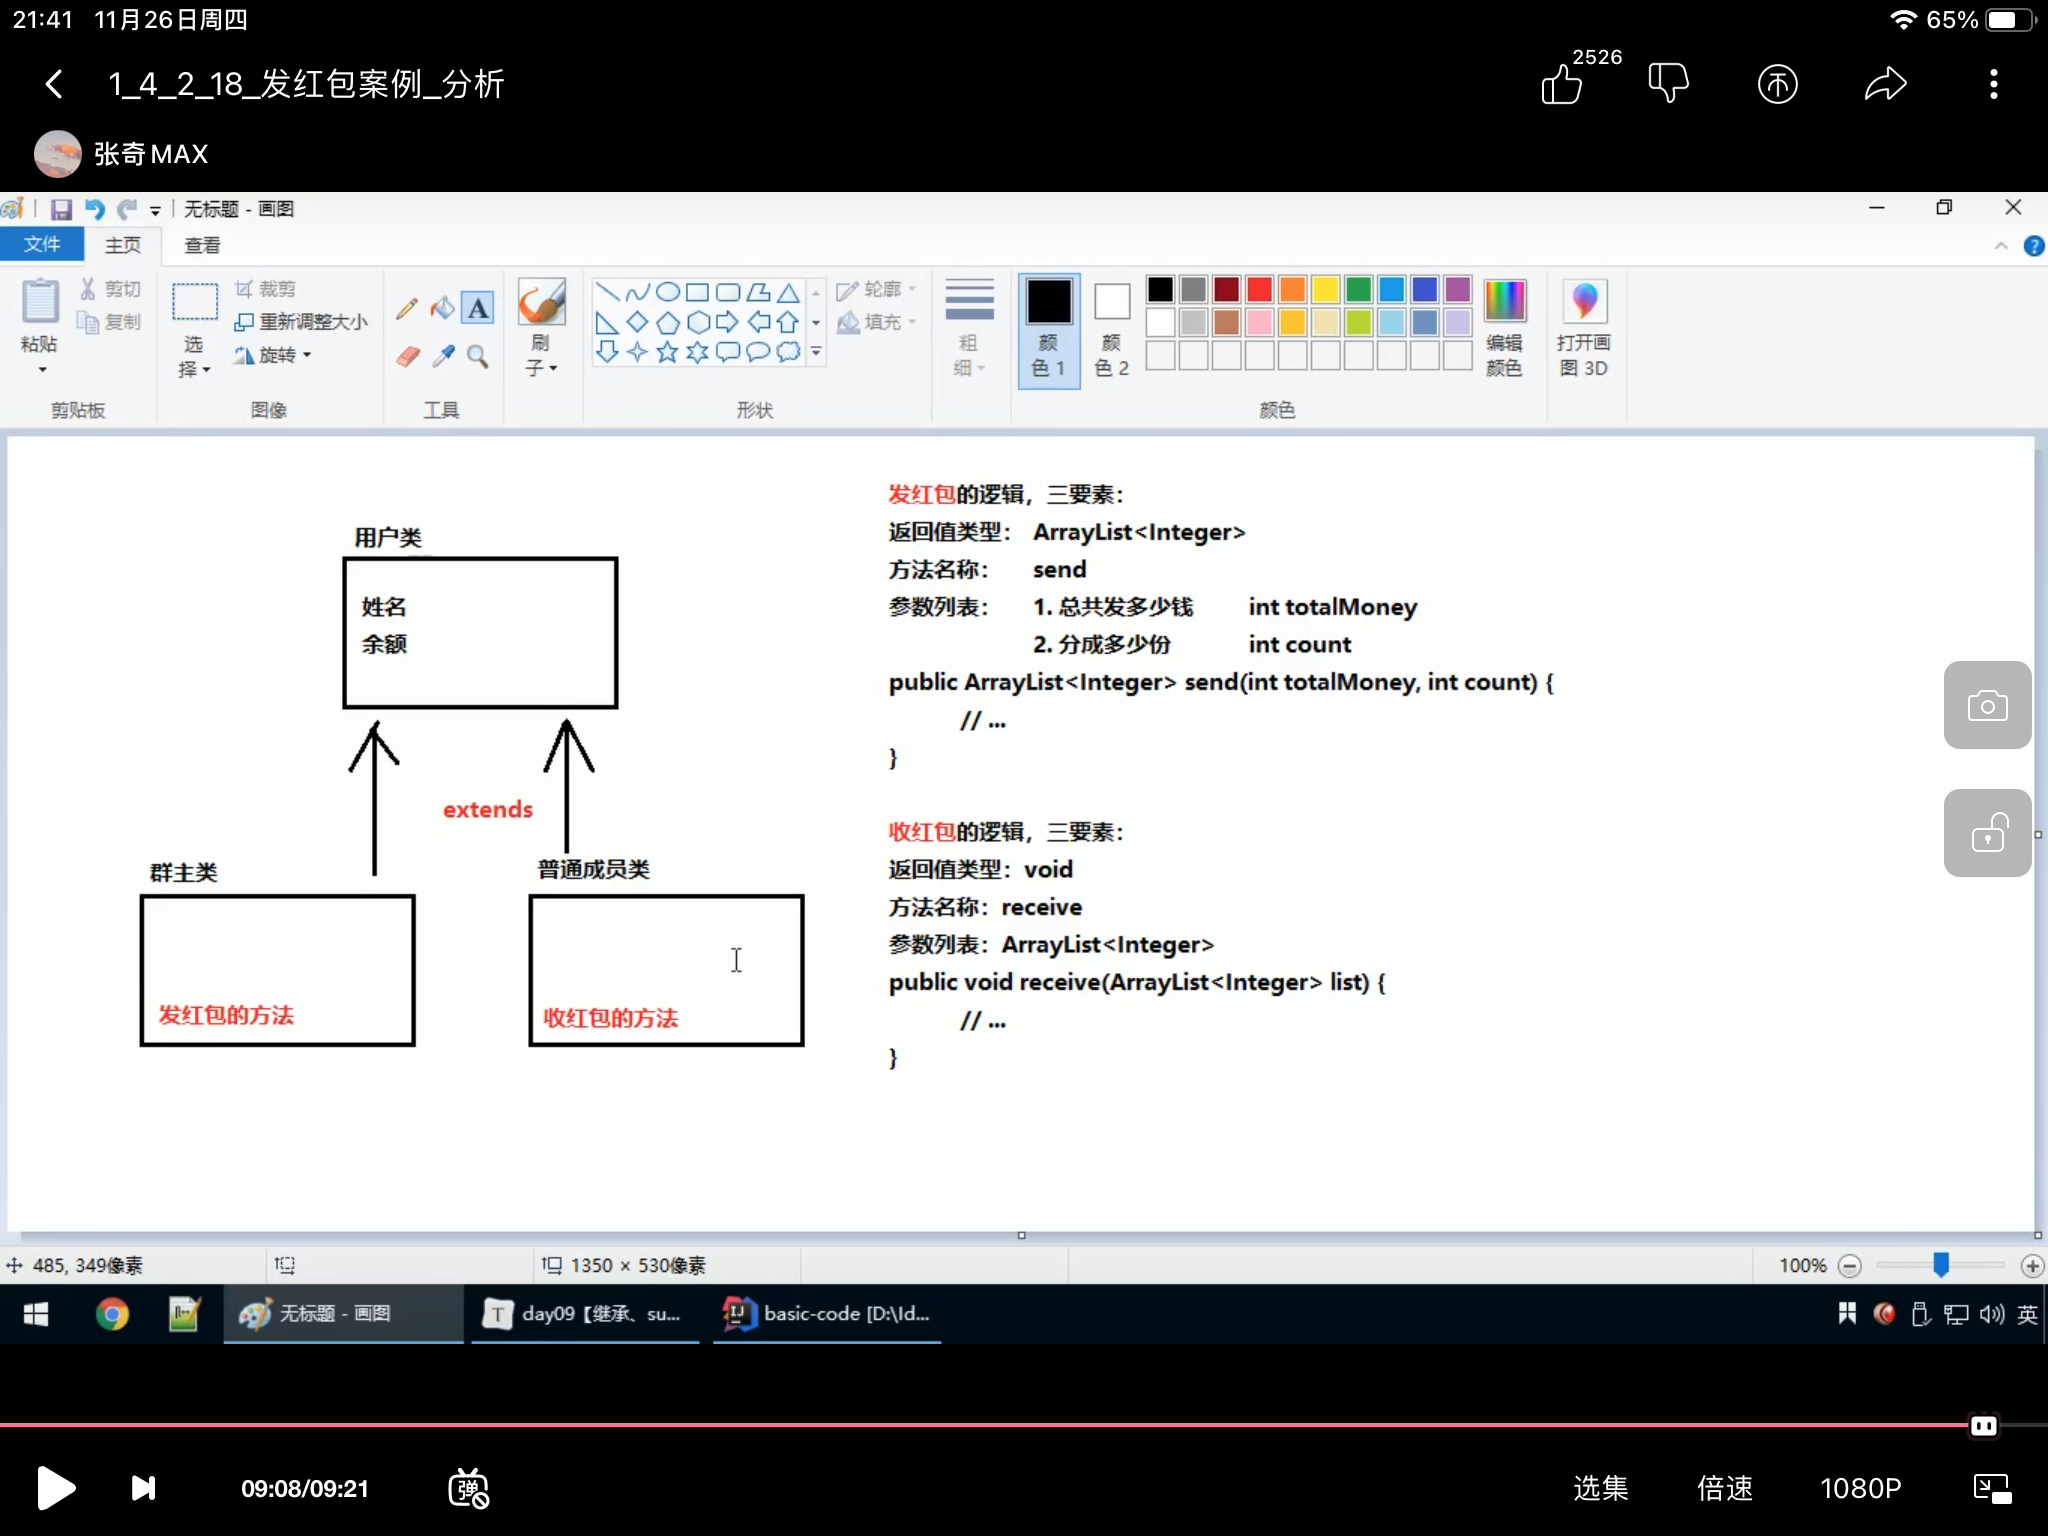 21:41 11月26日周四
65%
1_4_2_18_发红包案例_分析
2526
张奇MAX
无标题 - 画图
文件 主页 查看
粘贴 剪切 复制
选择 裁剪 重新调整大小 旋转
A
刷子
轮廓 填充
粗细
颜色 1 颜色 2
编辑颜色
打开画图 3D
剪贴板 图像 工具 形状 颜色
用户类
姓名
余额
extends
群主类 普通成员类
发红包的方法 收红包的方法
发红包的逻辑，三要素：
返回值类型： ArrayList<Integer>
方法名称： send
参数列表： 1. 总共发多少钱 int totalMoney
2. 分成多少份 int count
public ArrayList<Integer> send(int totalMoney, int count) {
// ...
}
收红包的逻辑，三要素：
返回值类型：void
方法名称：receive
参数列表：ArrayList<Integer>
public void receive(ArrayList<Integer> list) {
// ...
}
485, 349像素 1350 × 530像素 100%
无标题 - 画图 day09【继承、su... basic-code [D:\Id... 英
09:08/09:21 弹 选集 倍速 1080P